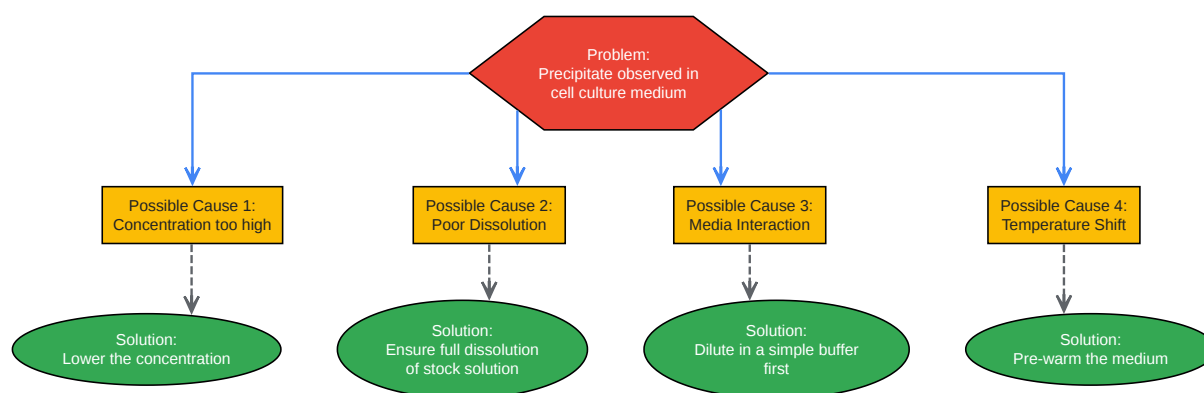 Problem:
Precipitate observed in
cell culture medium
Possible Cause 1:
Concentration too high
Possible Cause 2:
Poor Dissolution
Possible Cause 3:
Media Interaction
Possible Cause 4:
Temperature Shift
Solution:
Lower the concentration
Solution:
Ensure full dissolution
of stock solution
Solution:
Dilute in a simple buffer
first
Solution:
Pre-warm the medium